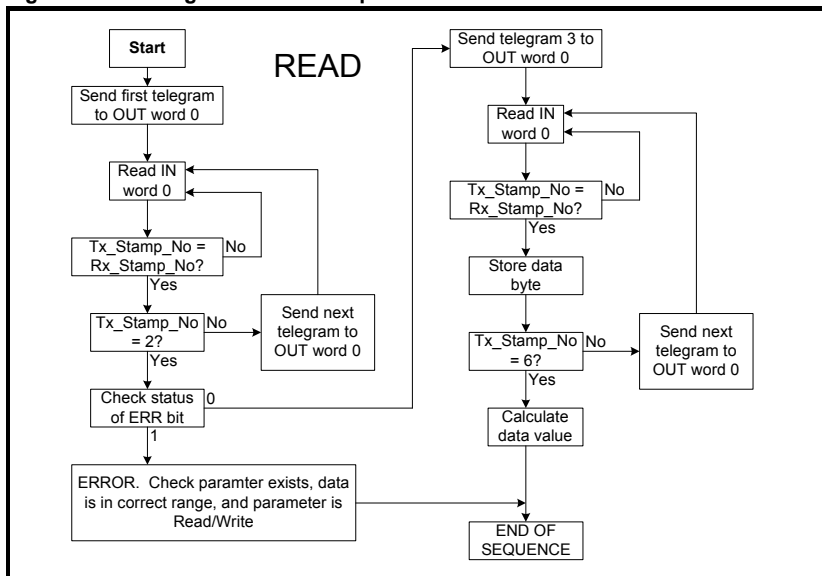 Start
READ
Send first telegram
to OUT word 0
Read IN
word 0
Tx_Stamp_No =
Rx_Stamp_No?
No
Yes
Tx_Stamp_No
= 2?
No
Yes
Send next
telegram to
OUT word 0
Check status
of ERR bit
0
1
ERROR. Check paramter exists, data
is in correct range, and parameter is
Read/Write
Send telegram 3 to
OUT word 0
Read IN
word 0
Tx_Stamp_No =
Rx_Stamp_No?
No
Yes
Store data
byte
Tx_Stamp_No
= 6?
No
Yes
Send next
telegram to
OUT word 0
Calculate
data value
END OF
SEQUENCE